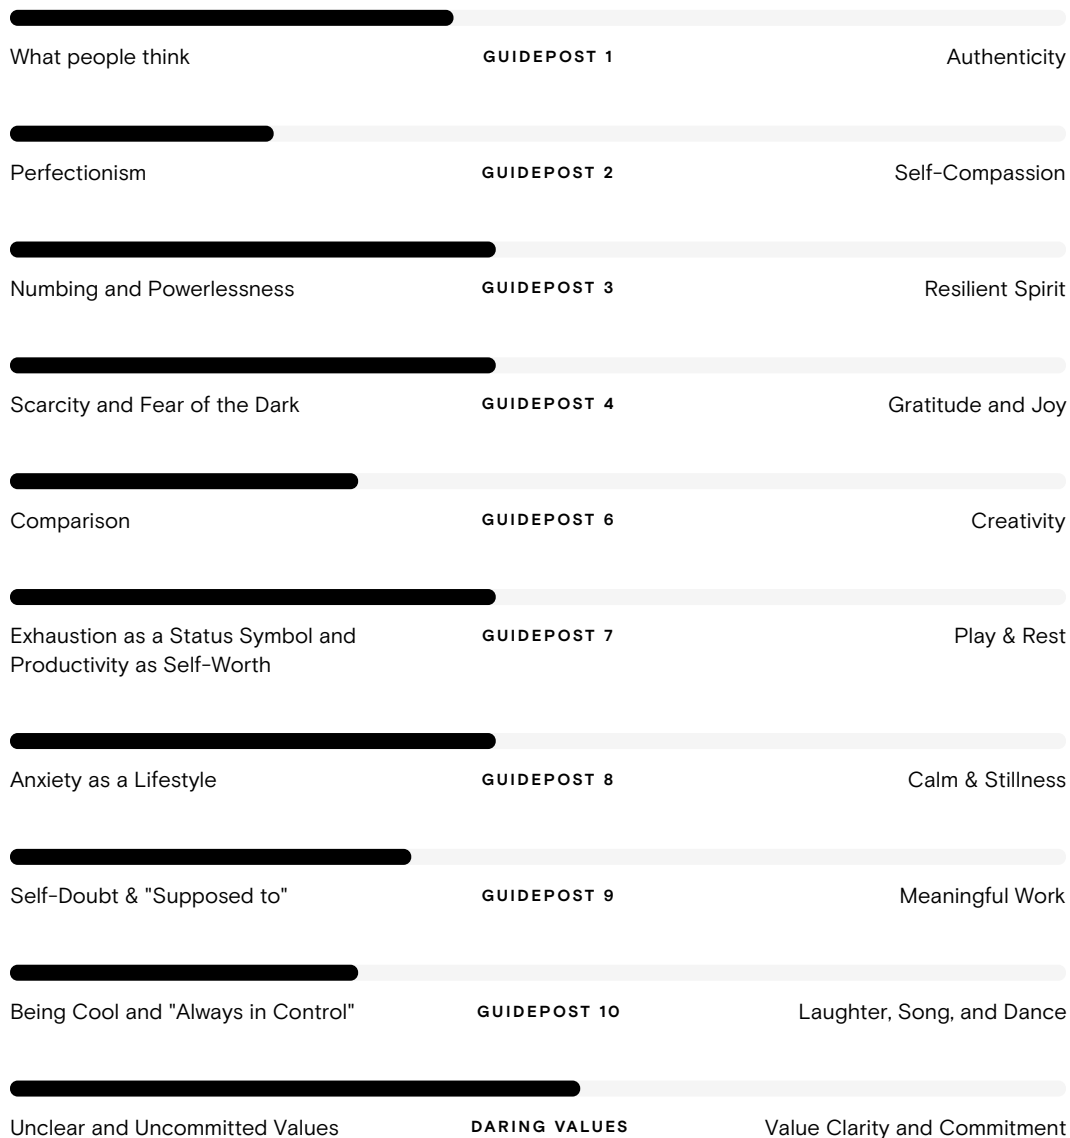 What people think GUIDEPOST 1 Authenticity
Perfectionism GUIDEPOST 2 Self-Compassion
Numbing and Powerlessness GUIDEPOST 3 Resilient Spirit
Scarcity and Fear of the Dark GUIDEPOST 4 Gratitude and Joy
Comparison GUIDEPOST 6 Creativity
Exhaustion as a Status Symbol and GUIDEPOST 7 Play & Rest
Productivity as Self-Worth
Anxiety as a Lifestyle GUIDEPOST 8 Calm & Stillness
Self-Doubt & "Supposed to" GUIDEPOST 9 Meaningful Work
Being Cool and "Always in Control" GUIDEPOST 10 Laughter, Song, and Dance
Unclear and Uncommitted Values DARING VALUES Value Clarity and Commitment